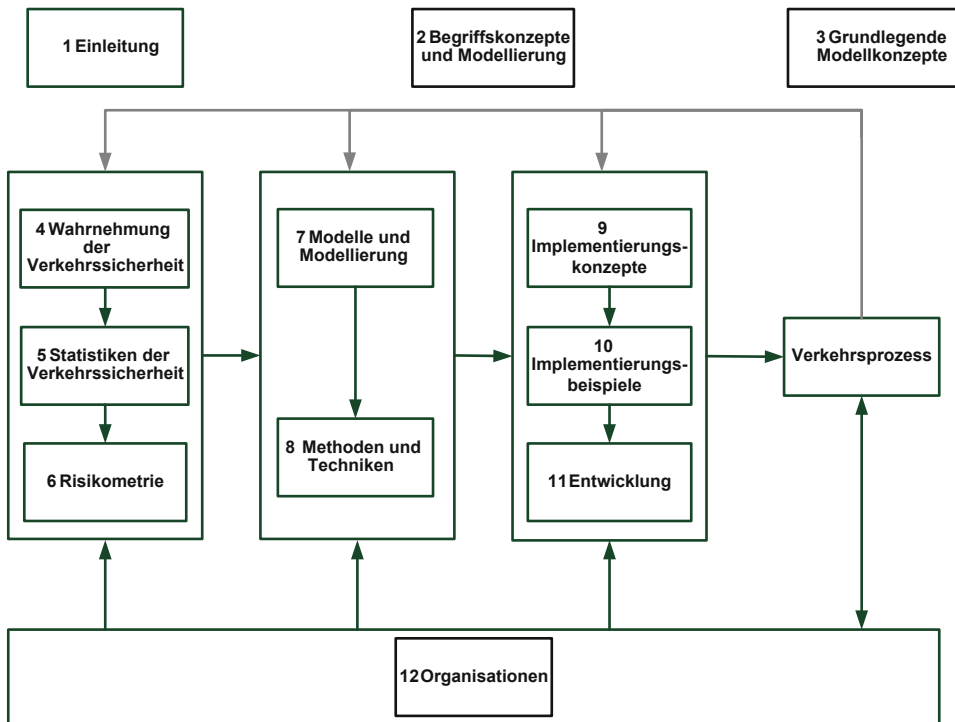 1 Einleitung
2 Begriffskonzepte
und Modellierung
3 Grundlegende
Modellkonzepte
4 Wahrnehmung
der
Verkehrssicherheit
5 Statistiken der
Verkehrssicherheit
6 Risikometrie
7 Modelle und
Modellierung
8 Methoden und
Techniken
9
Implementierungs-
konzepte
10
Implementierungs-
beispiele
11 Entwicklung
Verkehrsprozess
12 Organisationen